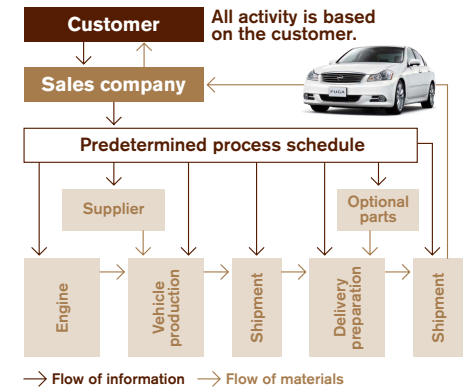 Customer
All activity is based
on the customer.
Sales company
FUGA
Predetermined process schedule
Supplier
Optional
parts
Engine
Vehicle
production
Shipment
Delivery
preparation
Shipment
Flow of information
Flow of materials